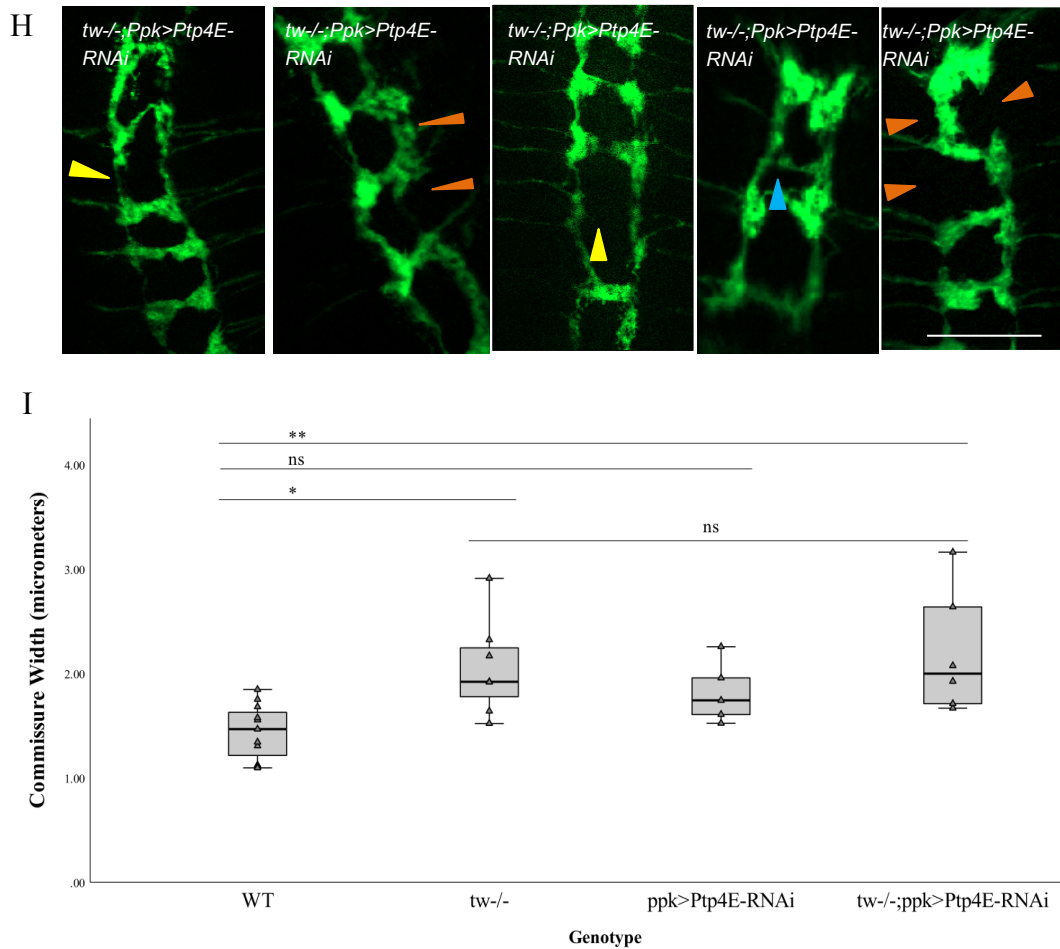 H
tw-/-;Ppk>Ptp4E-
RNAi
tw-/-;Ppk>Ptp4E-
RNAi
tw-/-;Ppk>Ptp4E-
RNAi
tw-/-;Ppk>Ptp4E-
RNAi
tw-/-;Ppk>Ptp4E-
RNAi
I
Commissure Width (micrometers)
4.00
3.00
2.00
1.00
.00
**
ns
*
ns
WT
tw-/-
ppk>Ptp4E-RNAi
tw-/-;ppk>Ptp4E-RNAi
Genotype